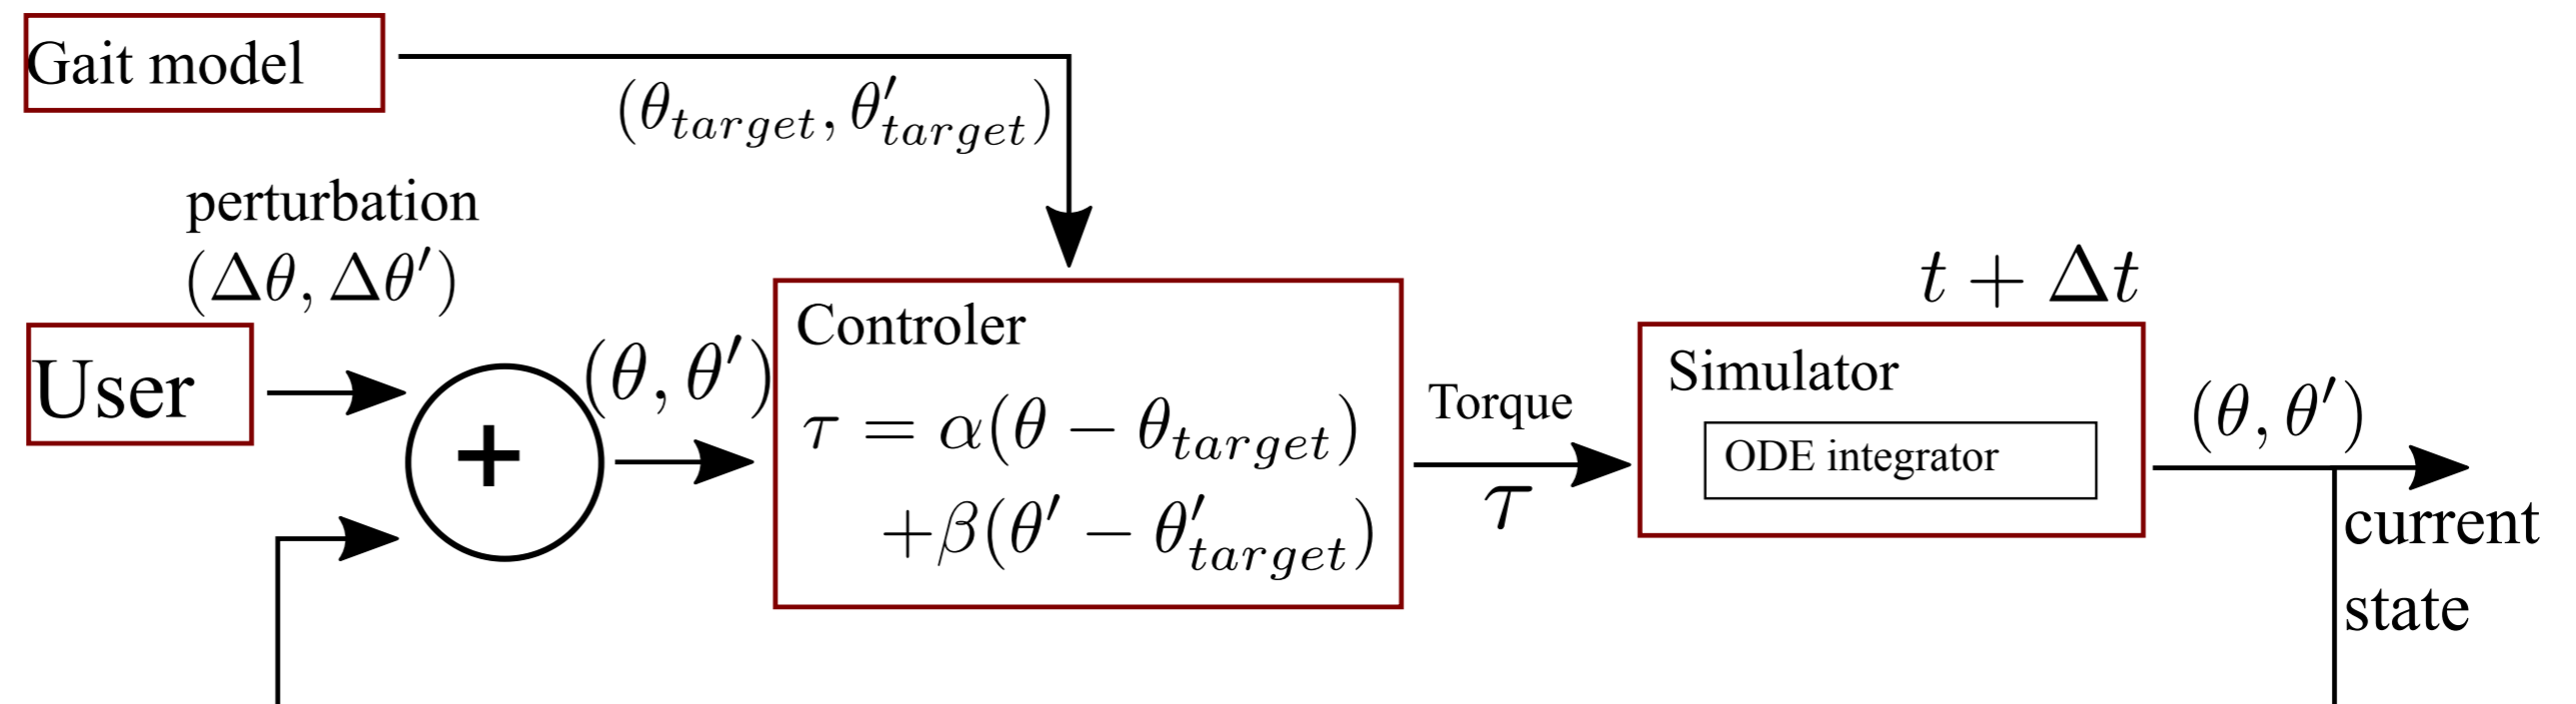 Gait model
(θ_target, θ′_target)
perturbation
(Δθ, Δθ′)
User
+
(θ, θ′)
Controler
τ = α(θ − θ_target)
+β(θ′ − θ′_target)
Torque
τ
t + Δt
Simulator
ODE integrator
(θ, θ′)
current
state